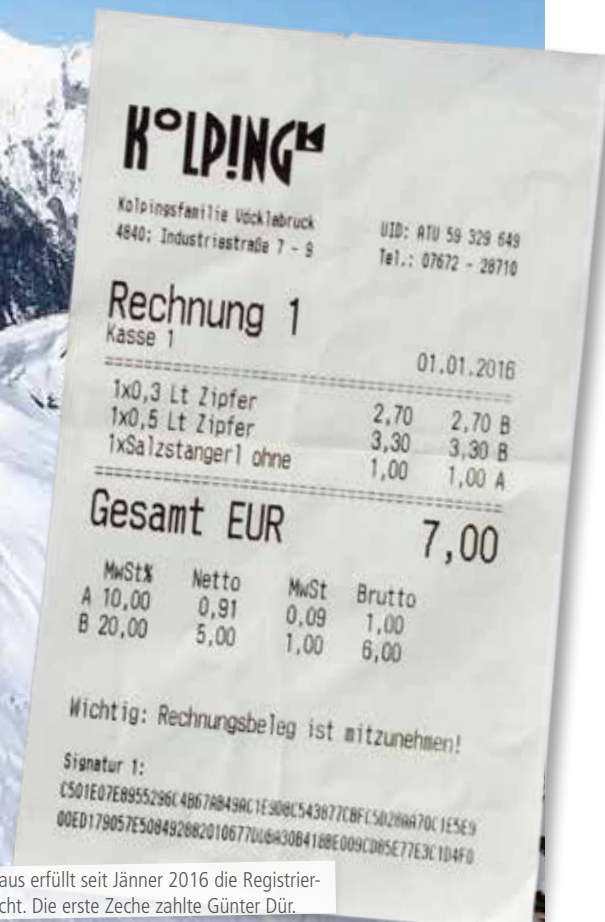 K°LP!NG
Kolpingsfamilie Vöcklabruck
4840; Industriestraße 7 - 9
UID: ATU 59 329 649
Tel.: 07672 - 28710
Rechnung 1
Kasse 1
01.01.2016
1x0,3 Lt Zipfer 2,70 2,70 B
1x0,5 Lt Zipfer 3,30 3,30 B
1xSalzstangerl ohne 1,00 1,00 A
Gesamt EUR 7,00
MwSt% Netto MwSt Brutto
A 10,00 0,91 0,09 1,00
B 20,00 5,00 1,00 6,00
Wichtig: Rechnungsbeleg ist mitzunehmen!
Signatur 1:
aus erfüllt seit Jänner 2016 die Registrier-
cht. Die erste Zeche zahlte Günter Dür.